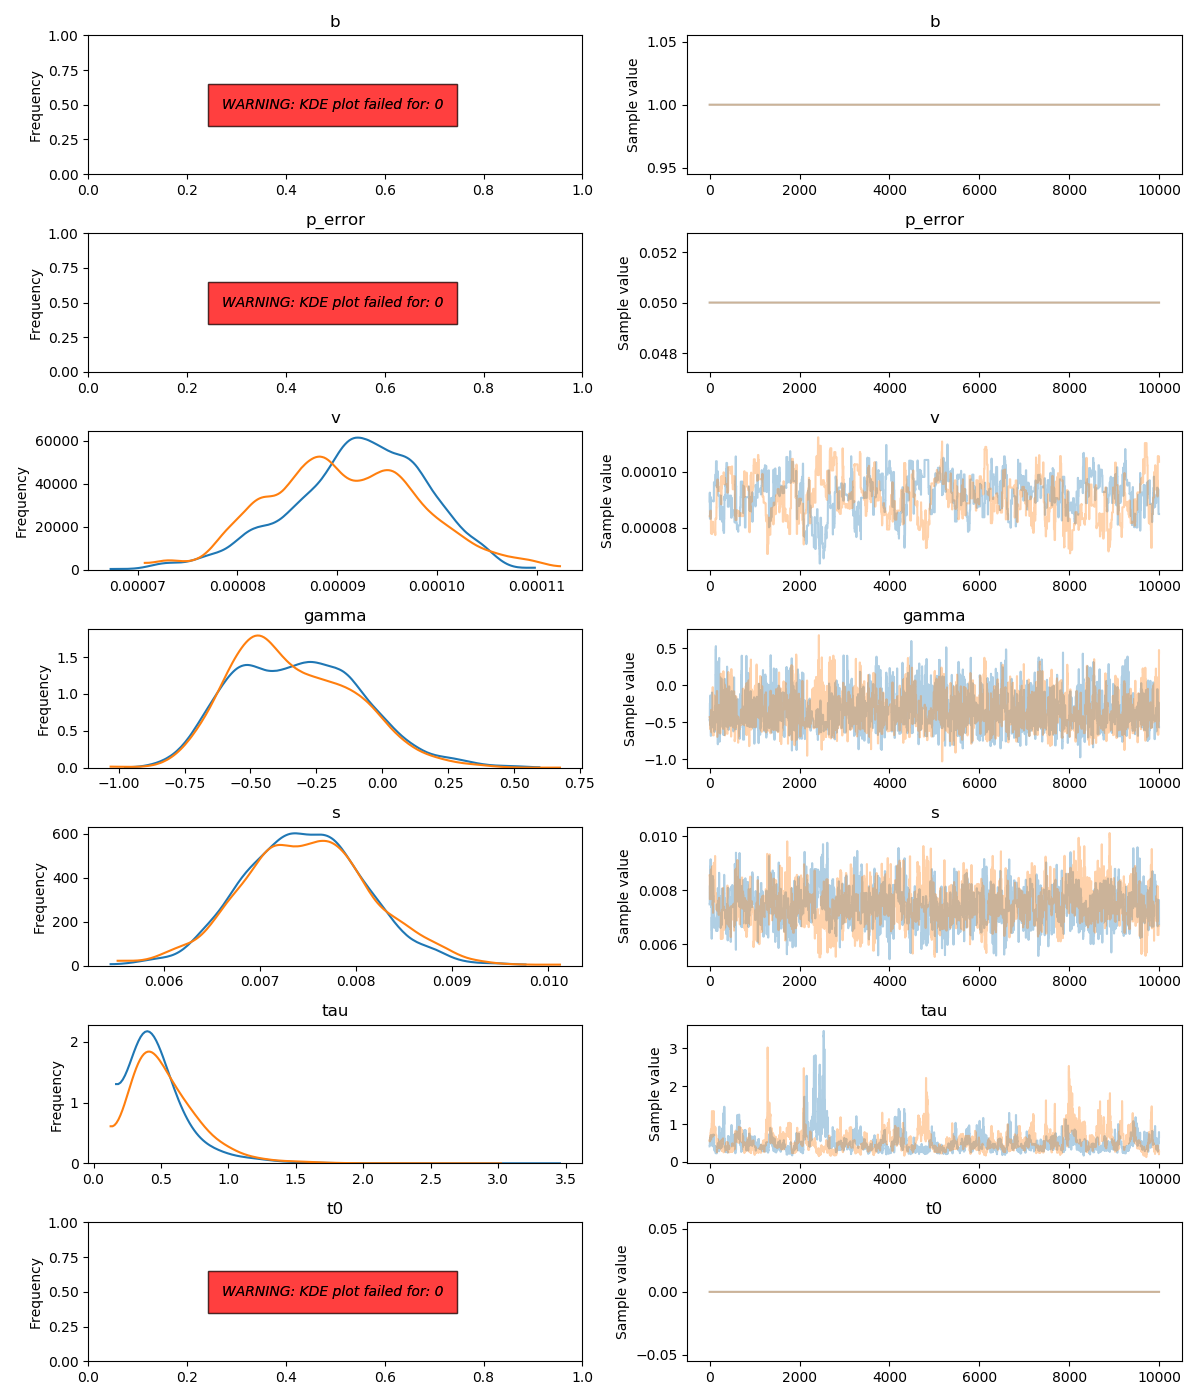 b
b
1.00
0.75
0.50
0.25
0.00
Frequency
WARNING: KDE plot failed for: 0
0.0 0.2 0.4 0.6 0.8 1.0
1.05
1.00
0.95
Sample value
0 2000 4000 6000 8000 10000
p_error
p_error
1.00
0.75
0.50
0.25
0.00
Frequency
WARNING: KDE plot failed for: 0
0.0 0.2 0.4 0.6 0.8 1.0
0.052
0.050
0.048
Sample value
0 2000 4000 6000 8000 10000
v
v
60000
40000
20000
0
Frequency
0.00007 0.00008 0.00009 0.00010 0.00011
0.00010
0.00008
Sample value
0 2000 4000 6000 8000 10000
gamma
gamma
1.5
1.0
0.5
0.0
Frequency
−1.00 −0.75 −0.50 −0.25 0.00 0.25 0.50 0.75
0.5
0.0
−0.5
−1.0
Sample value
0 2000 4000 6000 8000 10000
s
s
600
400
200
0
Frequency
0.006 0.007 0.008 0.009 0.010
0.010
0.008
0.006
Sample value
0 2000 4000 6000 8000 10000
tau
tau
2
1
0
Frequency
0.0 0.5 1.0 1.5 2.0 2.5 3.0 3.5
3
2
1
0
Sample value
0 2000 4000 6000 8000 10000
t0
t0
1.00
0.75
0.50
0.25
0.00
Frequency
WARNING: KDE plot failed for: 0
0.0 0.2 0.4 0.6 0.8 1.0
0.05
0.00
−0.05
Sample value
0 2000 4000 6000 8000 10000